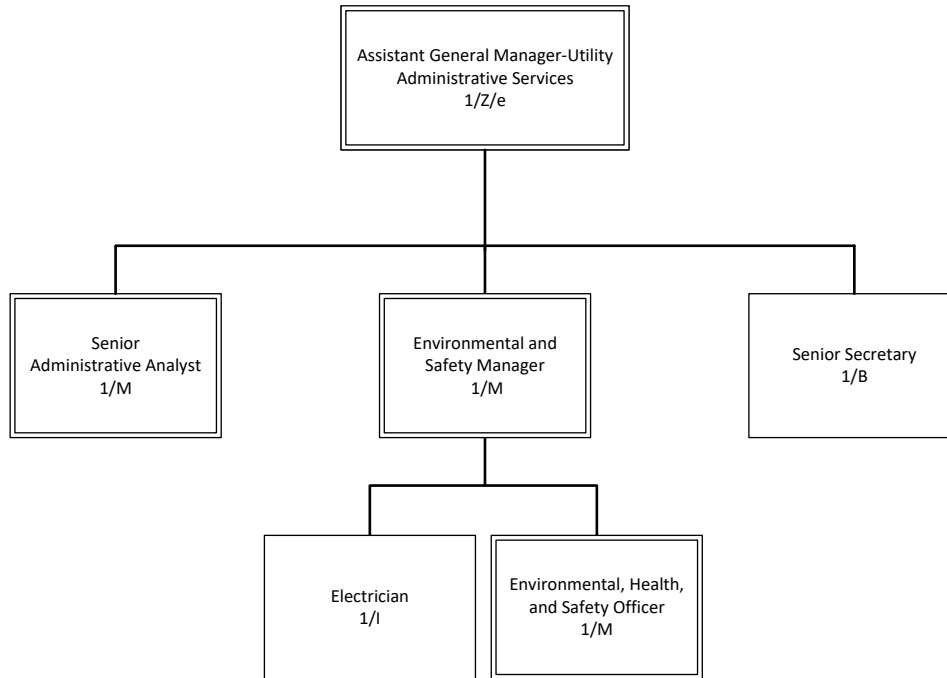 Assistant General Manager-Utility
Administrative Services
1/Z/e
Senior
Administrative Analyst
1/M
Environmental and
Safety Manager
1/M
Senior Secretary
1/B
Electrician
1/I
Environmental, Health,
and Safety Officer
1/M